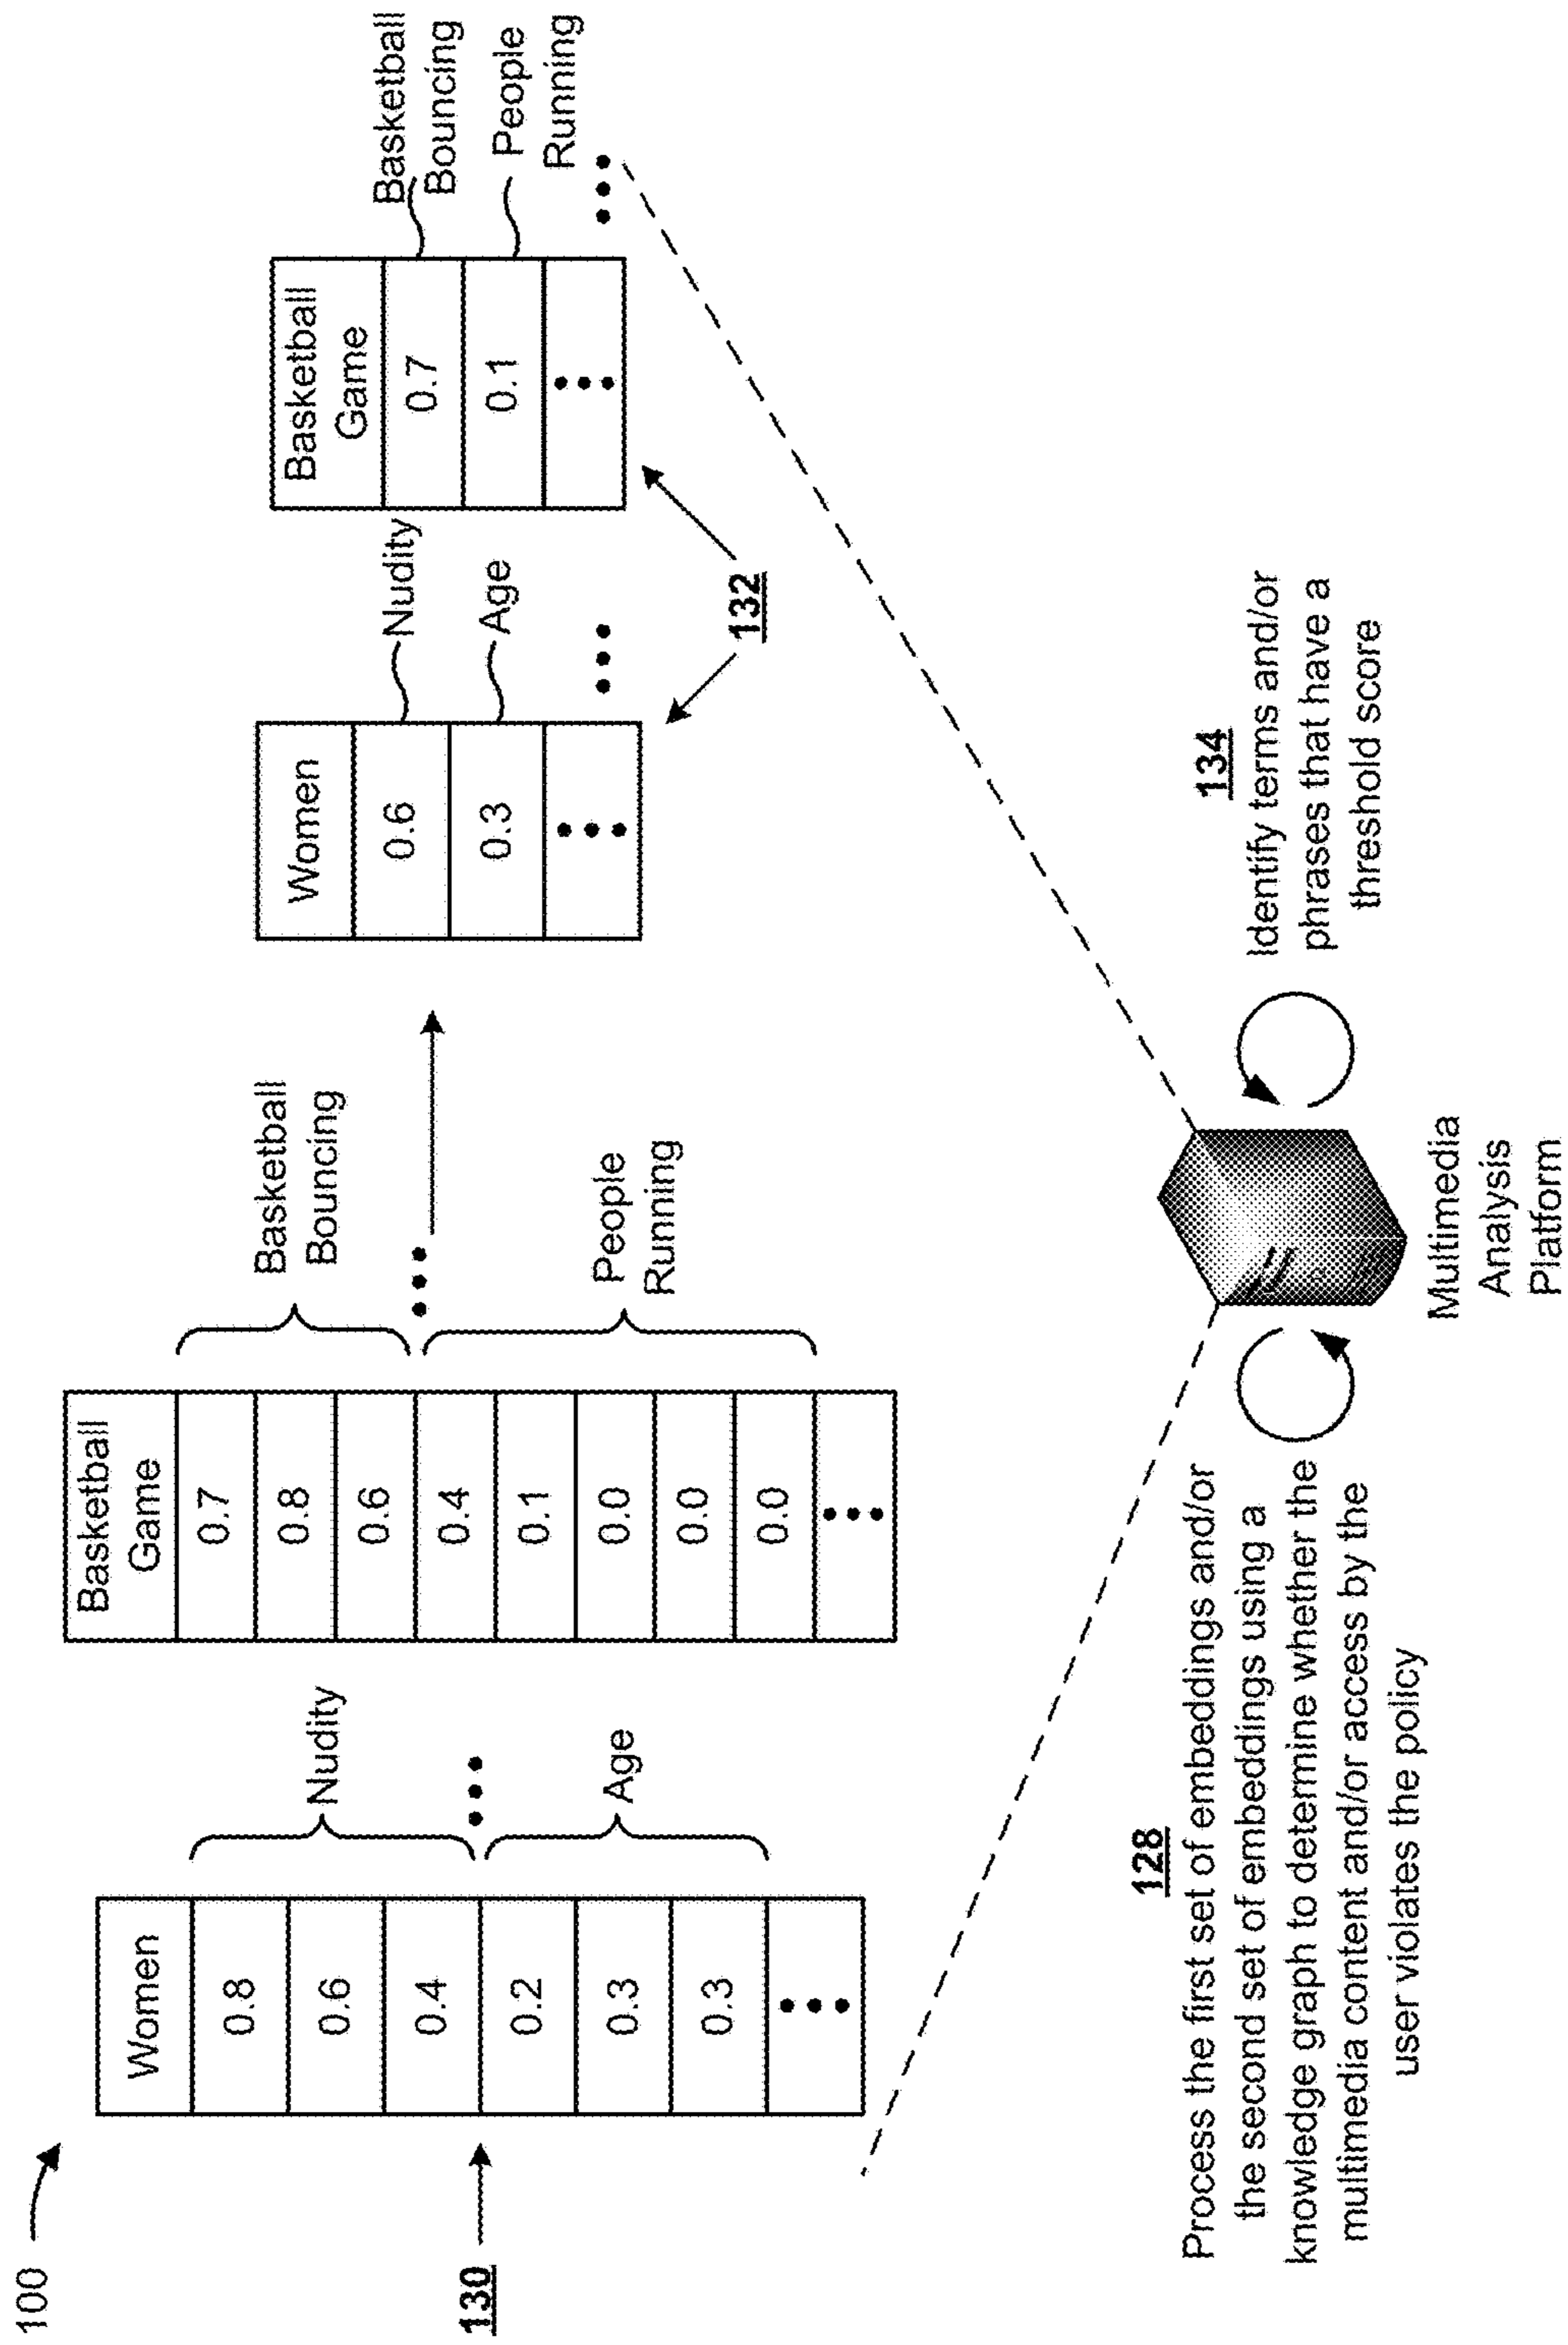 100
130
Women
0.8
0.6
0.4
0.2
0.3
0.3
Nudity
Age
Basketball
Game
0.7
0.8
0.6
0.4
0.1
0.0
0.0
0.0
Basketball
Bouncing
People
Running
Women
0.6
0.3
Nudity
Age
132
Basketball
Game
0.7
0.1
Basketball
Bouncing
People
Running
128
Process the first set of embeddings and/or
the second set of embeddings using a
knowledge graph to determine whether the
multimedia content and/or access by the
user violates the policy
Multimedia
Analysis
Platform
134
Identify terms and/or
phrases that have a
threshold score